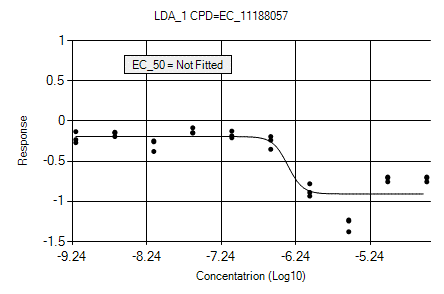 LDA_1 CPD=EC_11188057
EC_50 = Not Fitted
1
0.5
0
-0.5
-1
-1.5
Response
-9.24 -8.24 -7.24 -6.24 -5.24
Concentatrion (Log10)